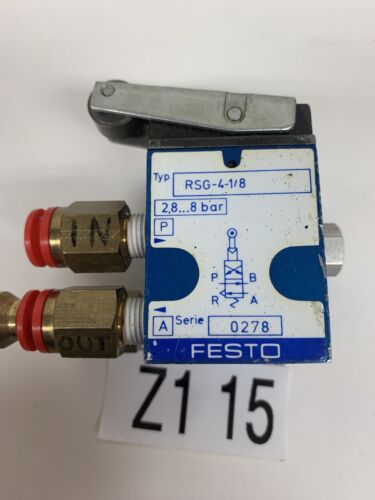 Typ RSG-4-1/8
2,8...8 bar
P
IN
P B
R A
A Serie 0278
OUT
FESTO
Z1 15